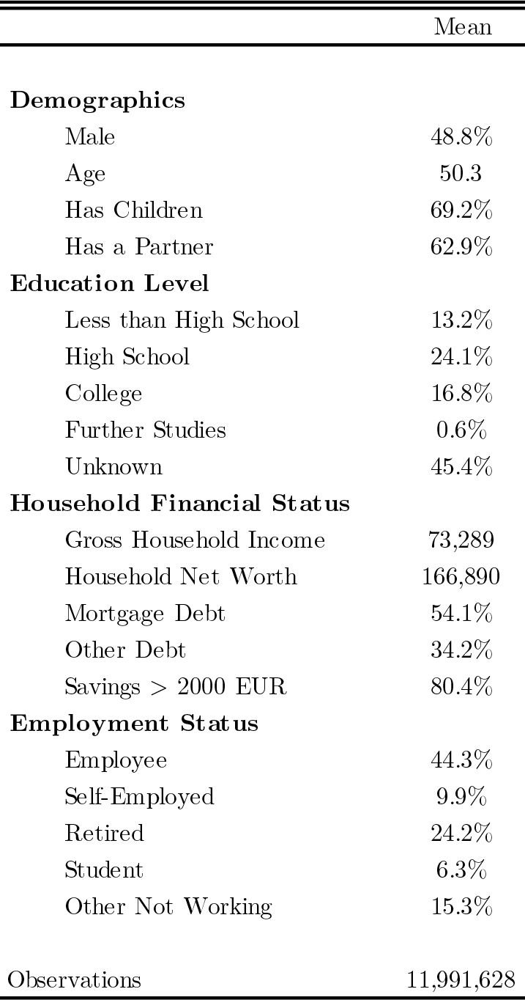 Mean
Demographics
Male 48.8%
Age 50.3
Has Children 69.2%
Has a Partner 62.9%
Education Level
Less than High School 13.2%
High School 24.1%
College 16.8%
Further Studies 0.6%
Unknown 45.4%
Household Financial Status
Gross Household Income 73,289
Household Net Worth 166,890
Mortgage Debt 54.1%
Other Debt 34.2%
Savings > 2000 EUR 80.4%
Employment Status
Employee 44.3%
Self-Employed 9.9%
Retired 24.2%
Student 6.3%
Other Not Working 15.3%
Observations 11,991,628